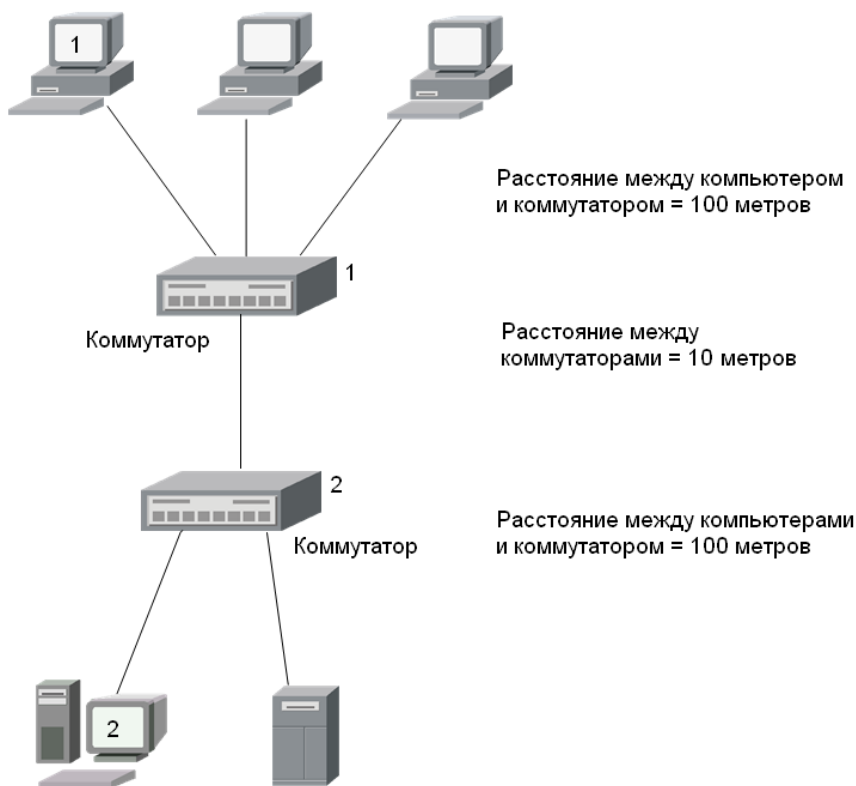 1
Расстояние между компьютером
и коммутатором = 100 метров
1
Коммутатор
Расстояние между
коммутаторами = 10 метров
2
Коммутатор
Расстояние между компьютерами
и коммутатором = 100 метров
2